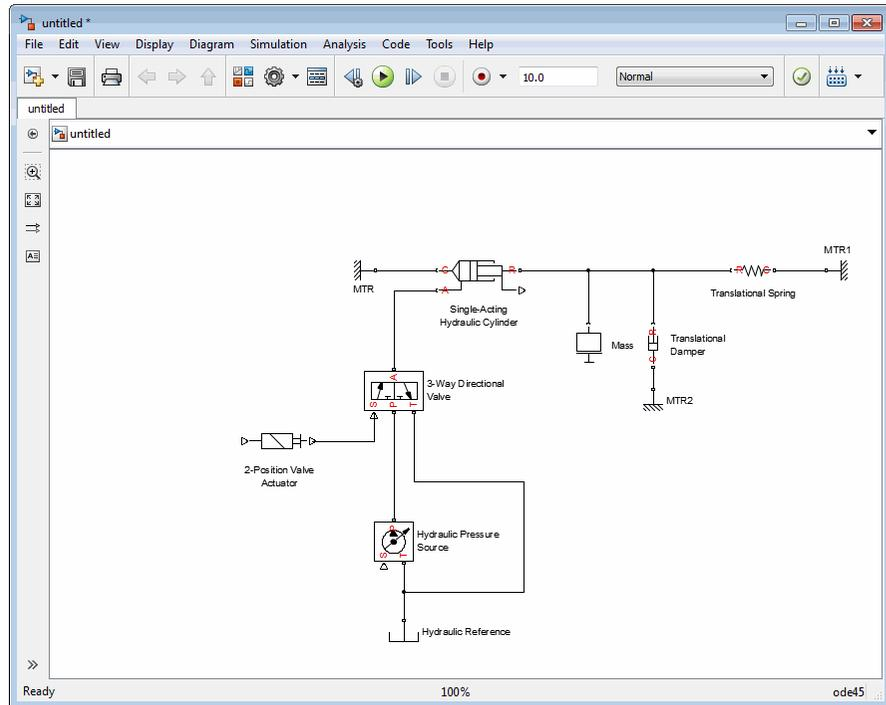 untitled *
File Edit View Display Diagram Simulation Analysis Code Tools Help
10.0 Normal
untitled
untitled
MTR1
C R R C
MTR A Translational Spring
Single-Acting
Hydraulic Cylinder
R
Mass Translational
Damper
C
A
3-Way Directional
Valve
S P T
MTR2
2-Position Valve
Actuator
P
Hydraulic Pressure
Source
S T
Hydraulic Reference
Ready 100% ode45